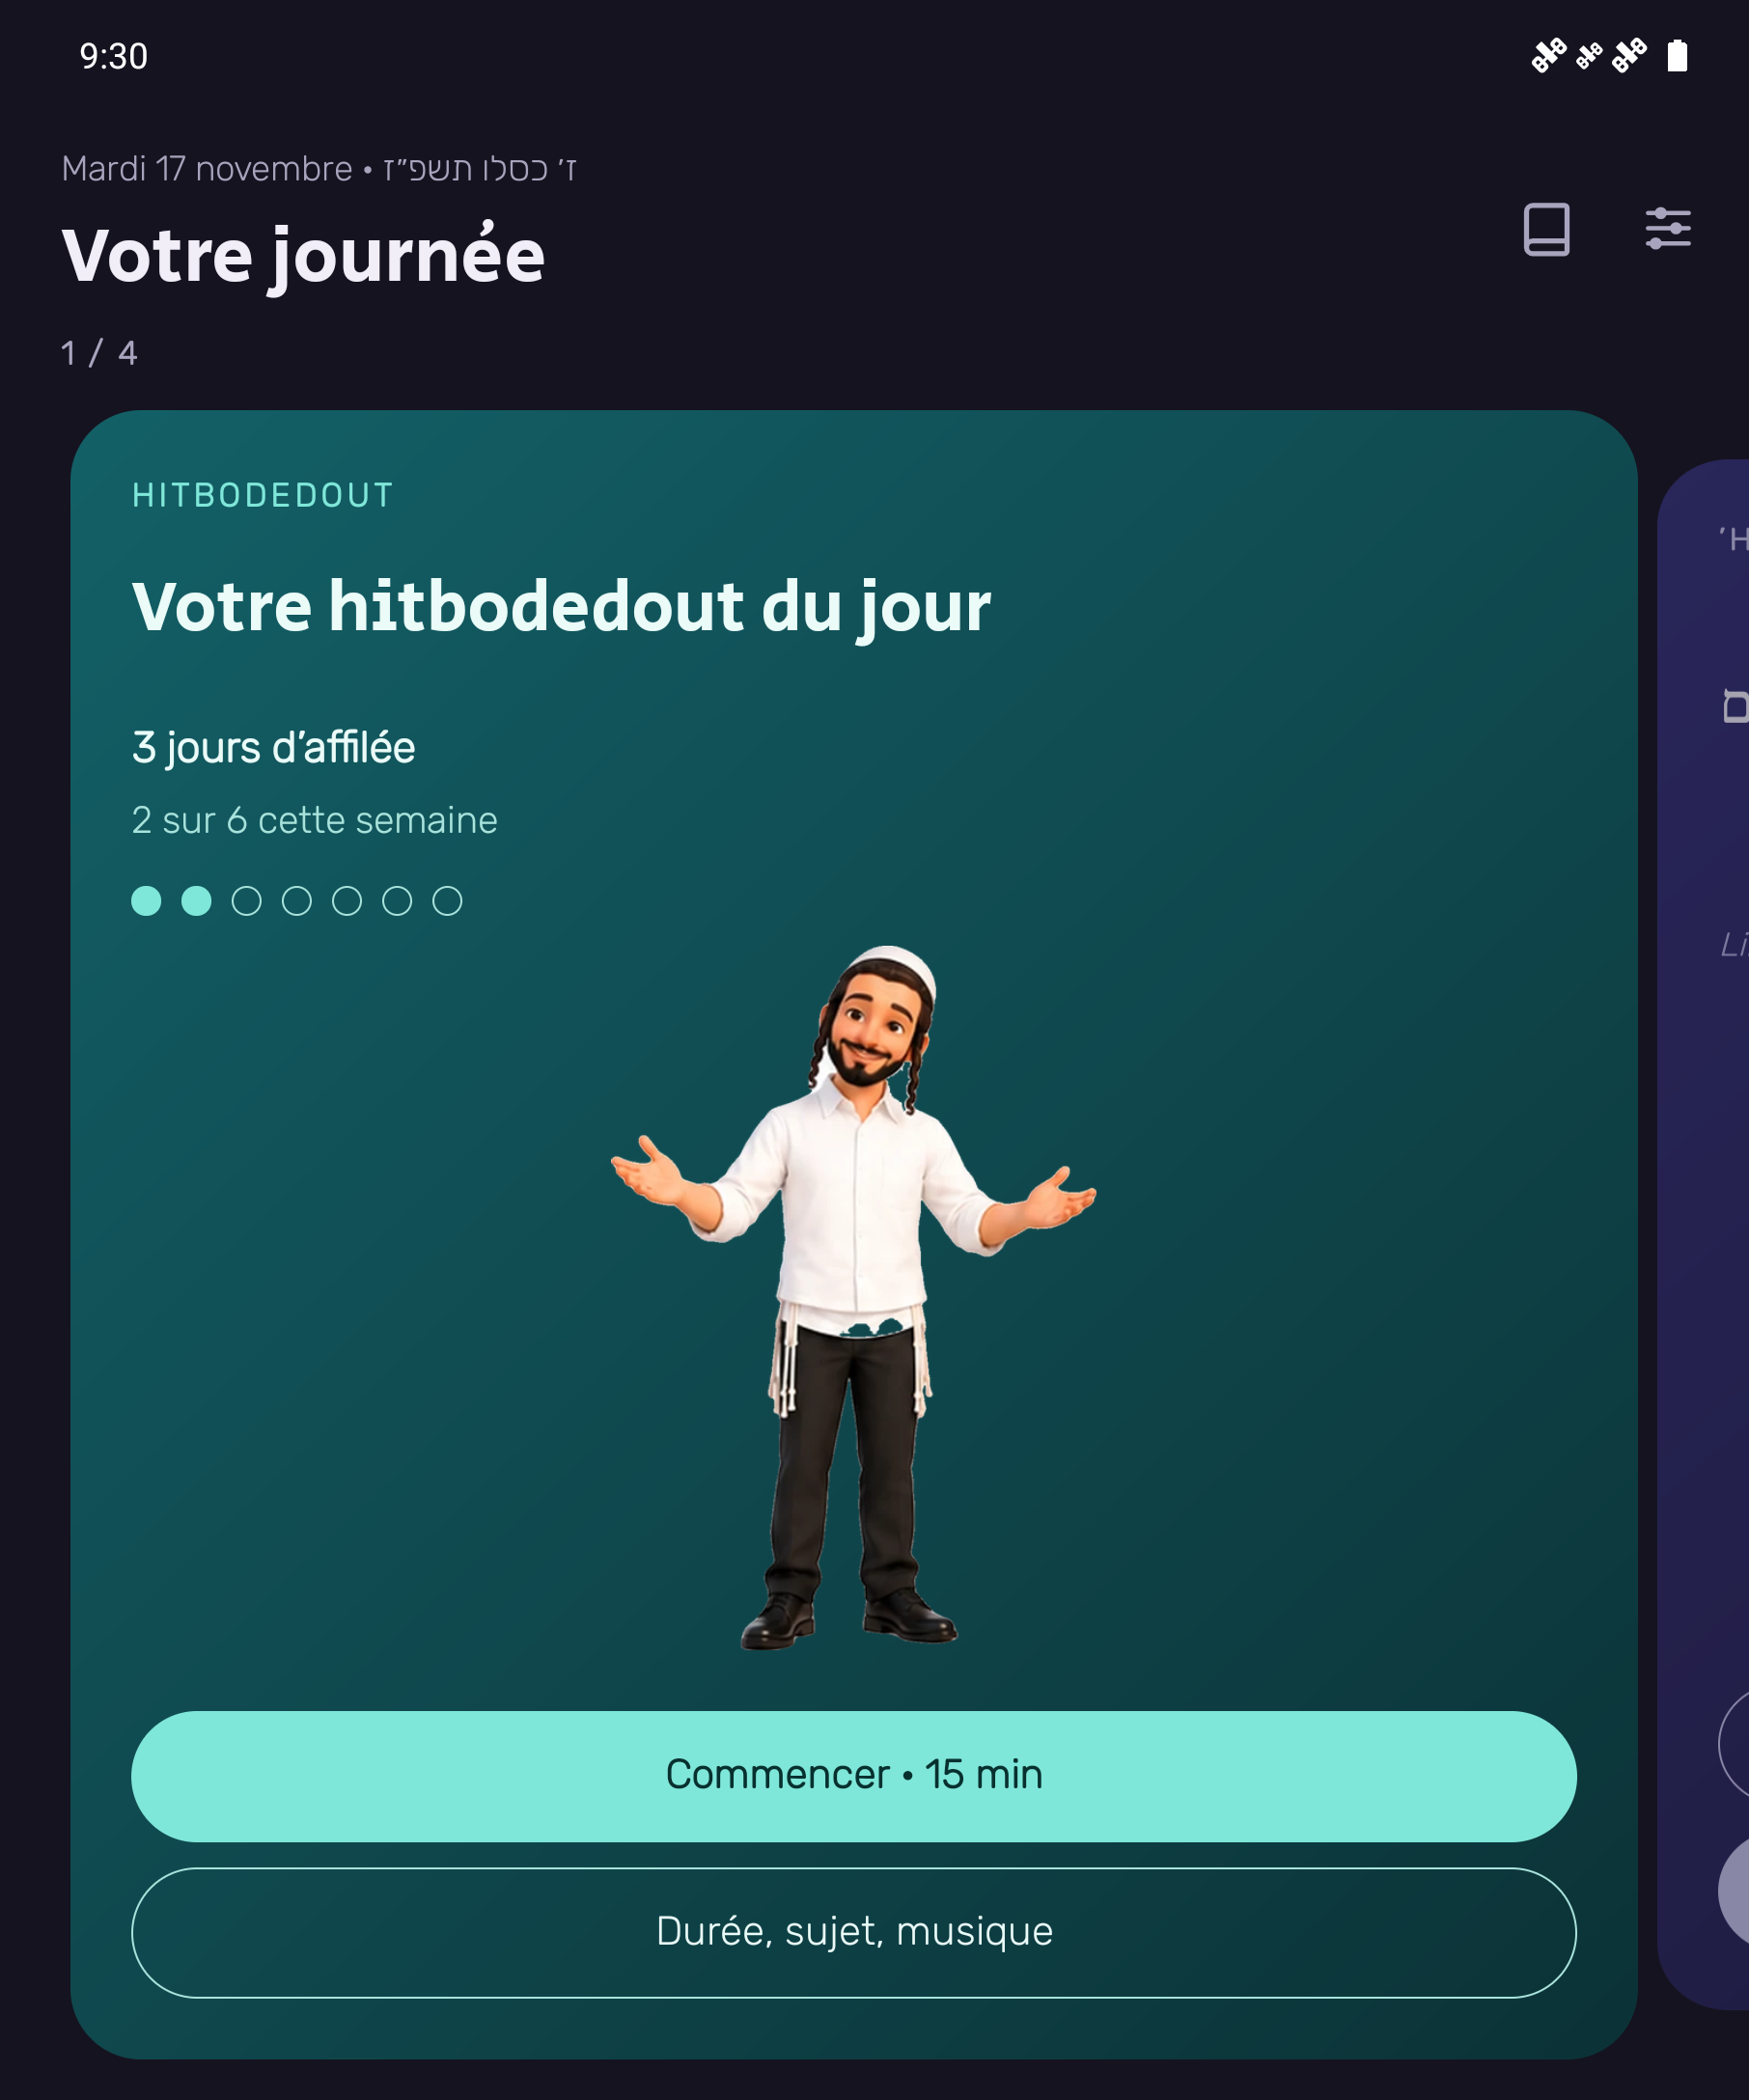 9:30
Mardi 17 novembre • ז׳ כסלו תשפ״ז
Votre journée
1 / 4
HITBODEDOUT
Votre hitbodedout du jour
3 jours d’affilée
2 sur 6 cette semaine
Commencer • 15 min
Durée, sujet, musique